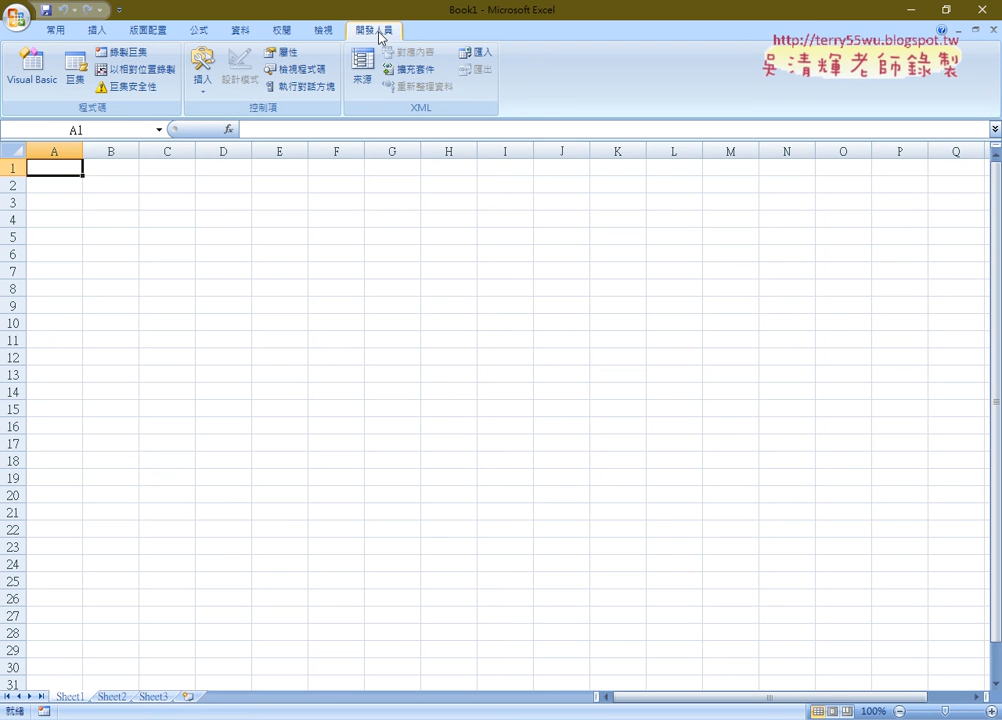 Book1 - Microsoft Excel
常用 插入 版面配置 公式 資料 校閱 檢視 開發人員
http://terry55wu.blogspot.tw
吳清輝老師錄製
Visual Basic 巨集 錄製巨集 以相對位置錄製 巨集安全性
插入 設計模式 屬性 檢視程式碼 執行對話方塊
來源 對應內容 擴充套件 重新整理資料 匯入 匯出
程式碼 控制項 XML
A1 fx
A B C D E F G H I J K L M N O P Q
1
2
3
4
5
6
7
8
9
10
11
12
13
14
15
16
17
18
19
20
21
22
23
24
25
26
27
28
29
30
31
Sheet1 Sheet2 Sheet3
就緒 100%